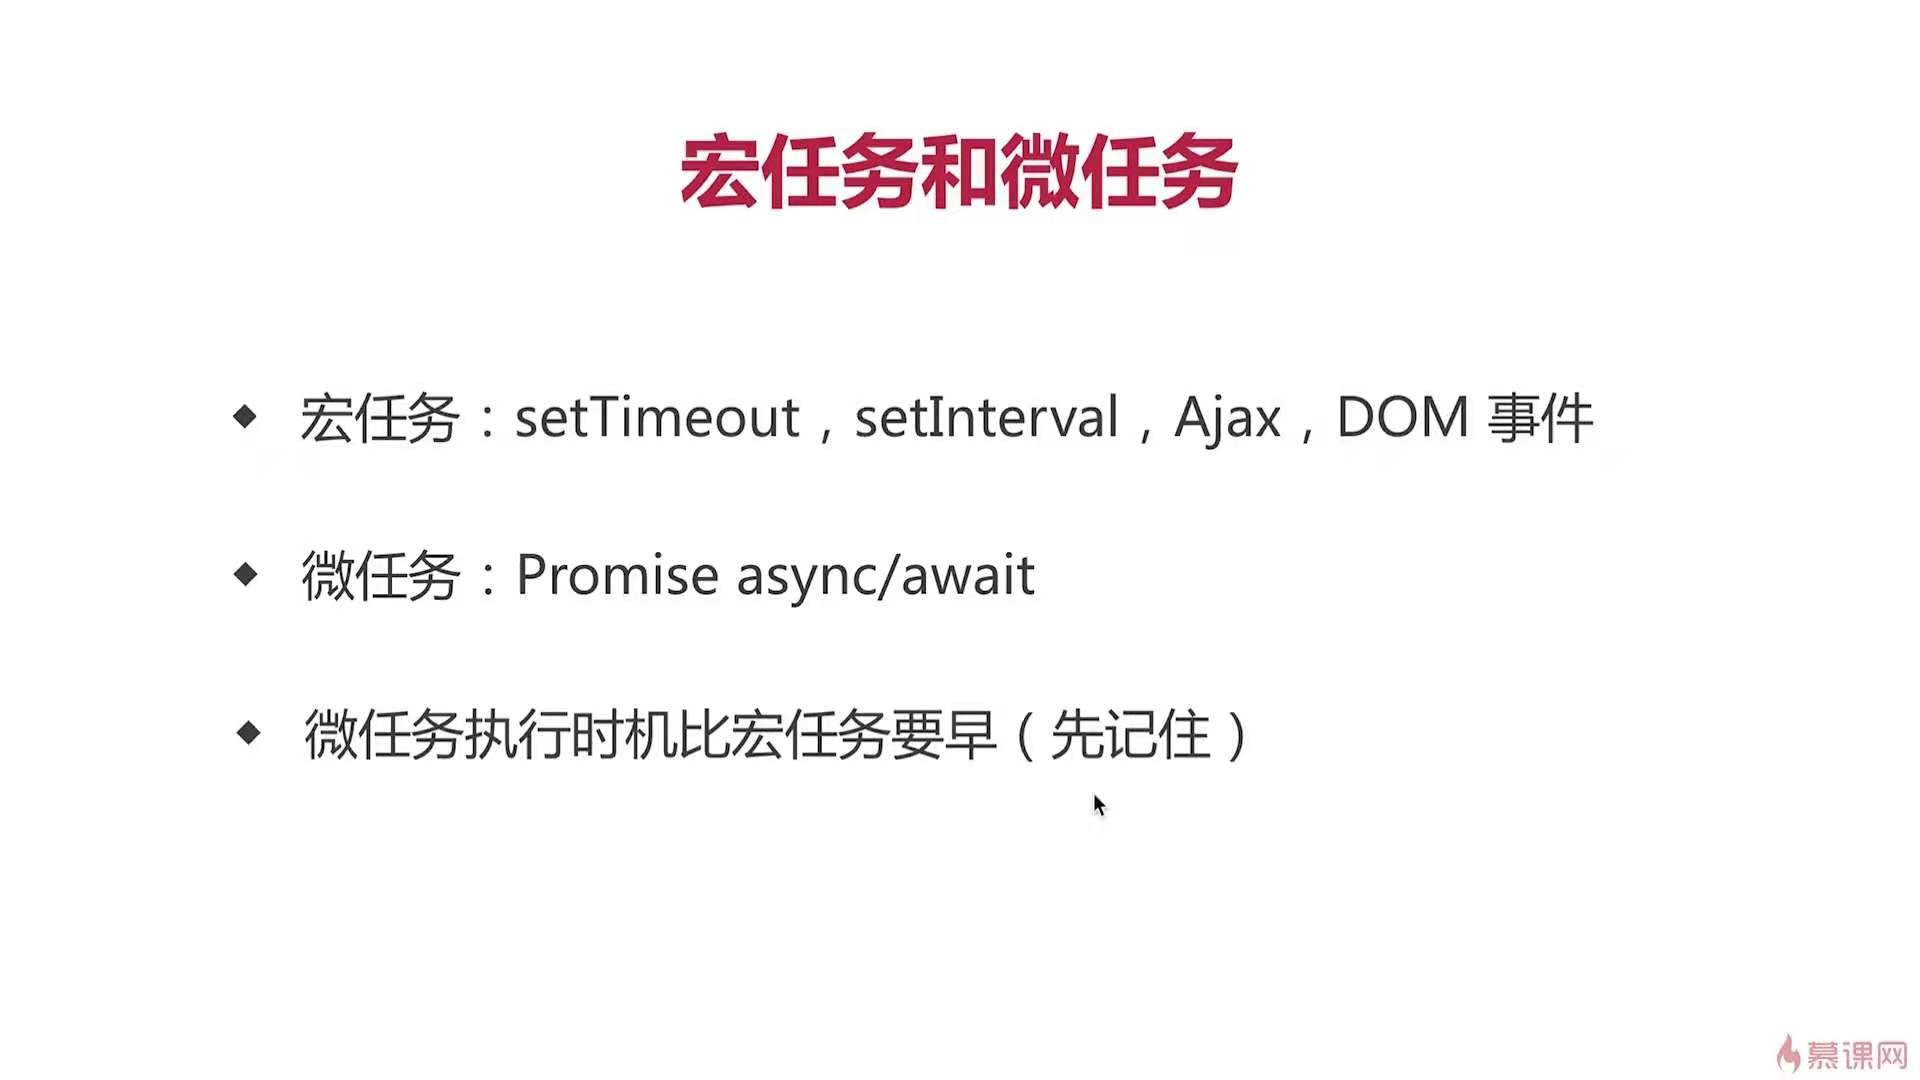 宏任务和微任务
◆ 宏任务：setTimeout，setInterval，Ajax，DOM 事件
◆ 微任务：Promise async/await
◆ 微任务执行时机比宏任务要早（先记住）
慕课网